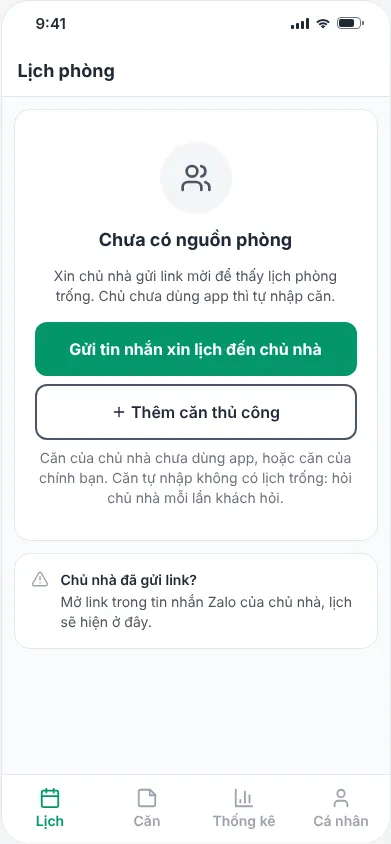 9:41
Lịch phòng
Chưa có nguồn phòng
Xin chủ nhà gửi link mời để thấy lịch phòng
trống. Chủ chưa dùng app thì tự nhập căn.
Gửi tin nhắn xin lịch đến chủ nhà
+ Thêm căn thủ công
Căn của chủ nhà chưa dùng app, hoặc căn của
chính bạn. Căn tự nhập không có lịch trống: hỏi
chủ nhà mỗi lần khách hỏi.
Chủ nhà đã gửi link?
Mở link trong tin nhắn Zalo của chủ nhà, lịch
sẽ hiện ở đây.
Lịch
Căn
Thống kê
Cá nhân